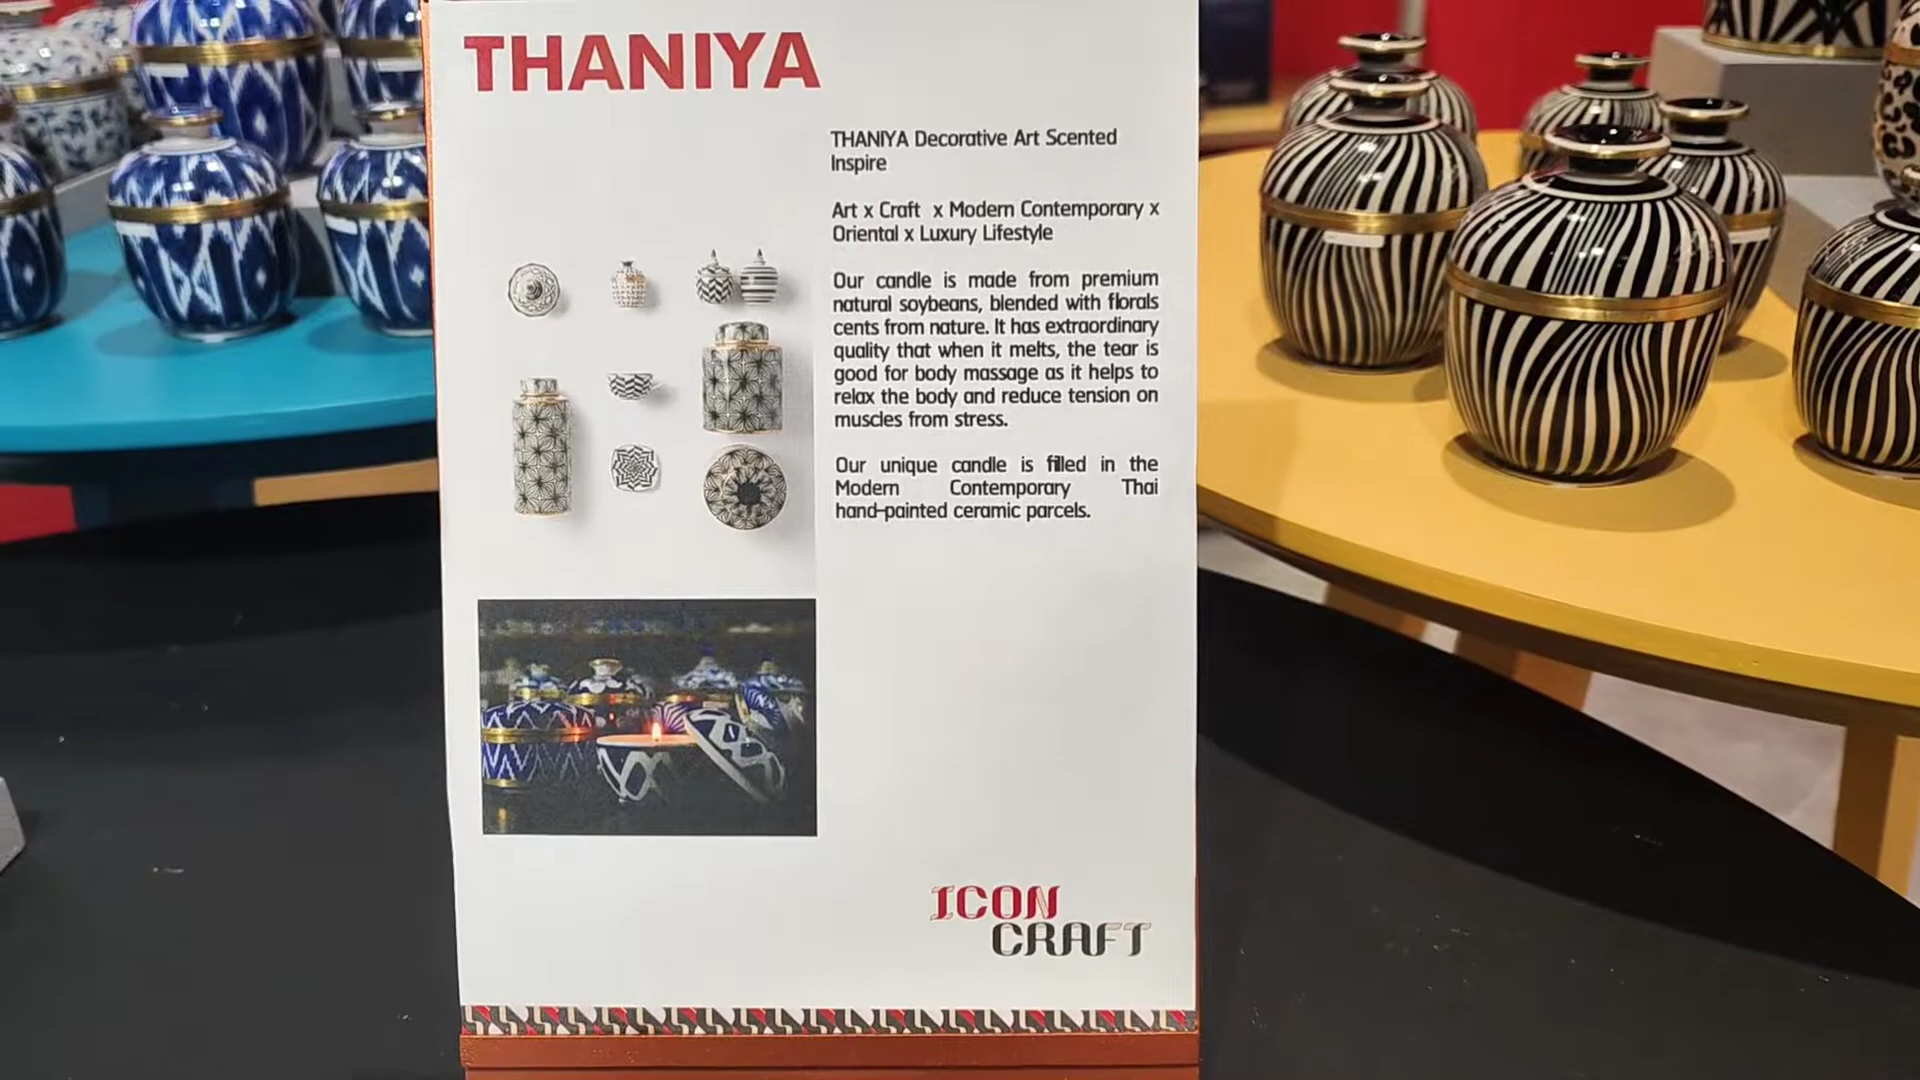 THANIYA
THANIYA Decorative Art Scented
Inspire
Art x Craft x Modern Contemporary x
Oriental x Luxury Lifestyle
Our candle is made from premium
natural soybeans, blended with florals
cents from nature. It has extraordinary
quality that when it melts, the tear is
good for body massage as it helps to
relax the body and reduce tension on
muscles from stress.
Our unique candle is filled in the
Modern Contemporary Thai
hand-painted ceramic parcels.
ICON
CRAFT